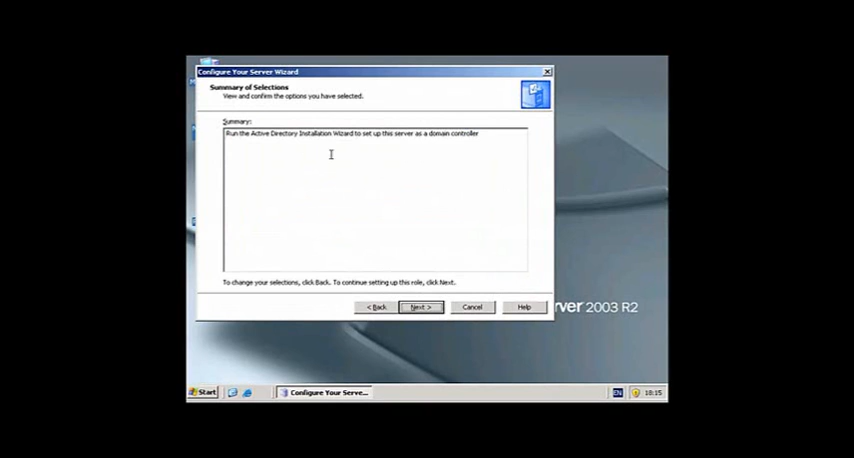 Configure Your Server Wizard
Summary of Selections
View and confirm the options you have selected.
Summary:
Run the Active Directory Installation Wizard to set up this server as a domain controller
To change your selections, click Back. To continue setting up this role, click Next.
< Back
Next >
Cancel
Help
ver 2003 R2
Start
Configure Your Serve...
EN
18:15